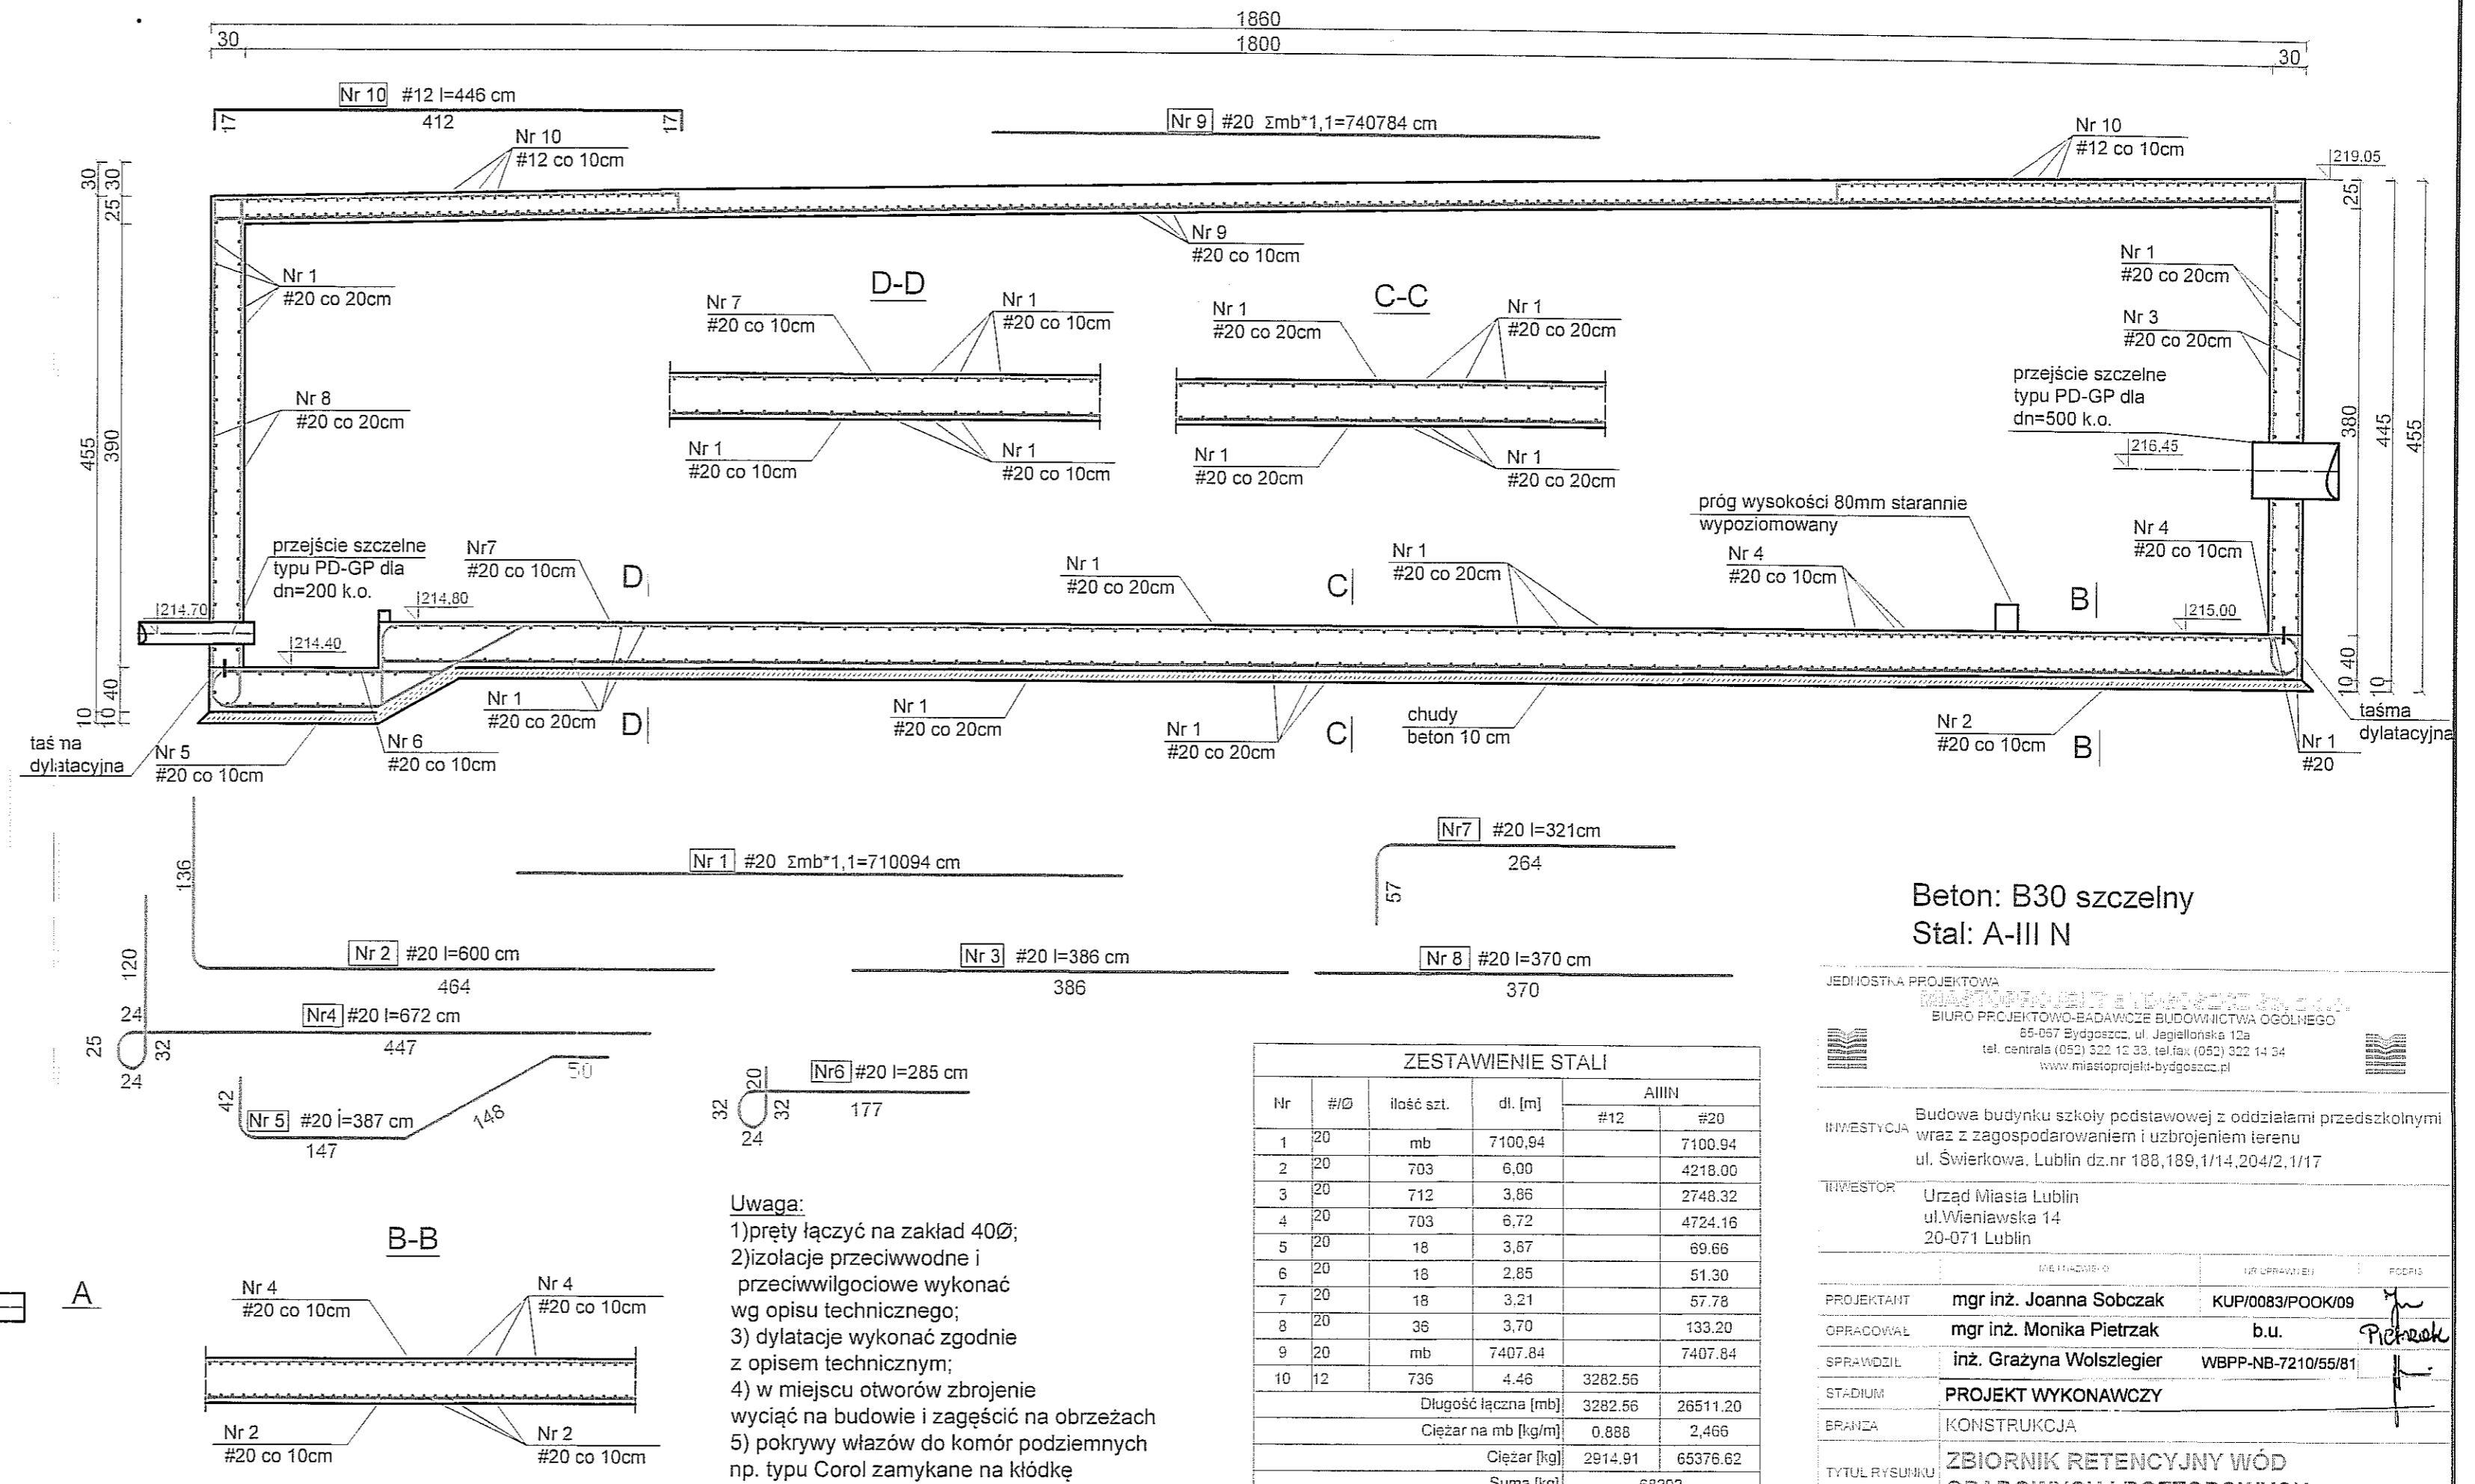 1860
30
1800
30
Nr 10 #12 l=446 cm
17
412
17
Nr 9 #20 Σmb*1,1=740784 cm
Nr 10
#12 co 10cm
Nr 10
#12 co 10cm
219.05
30
30
25
25
Nr 9
#20 co 10cm
Nr 1
#20 co 20cm
D-D
C-C
Nr 7
#20 co 10cm
Nr 1
#20 co 10cm
Nr 1
#20 co 20cm
Nr 1
#20 co 20cm
Nr 1
#20 co 20cm
Nr 3
#20 co 20cm
przejście szczelne
typu PD-GP dla
dn=500 k.o.
Nr 8
#20 co 20cm
455
390
380
445
455
Nr 1
#20 co 10cm
Nr 1
#20 co 10cm
Nr 1
#20 co 20cm
Nr 1
#20 co 20cm
216.45
próg wysokości 80mm starannie
wypoziomowany
przejście szczelne
typu PD-GP dla
dn=200 k.o.
Nr7
#20 co 10cm
D
Nr 1
#20 co 20cm
C
Nr 1
#20 co 20cm
Nr 4
#20 co 10cm
B
Nr 4
#20 co 10cm
214.70
214,80
214.40
215.00
40
10
10
40
10
10
Nr 1
#20 co 20cm
D
Nr 1
#20 co 20cm
Nr 1
#20 co 20cm
C
chudy
beton 10 cm
Nr 2
#20 co 10cm
B
Nr 1
#20
taśma
dylatacyjna
taśma
dylatacyjna
Nr 5
#20 co 10cm
Nr 6
#20 co 10cm
136
Nr 1 #20 Σmb*1,1=710094 cm
Nr7 #20 l=321cm
264
57
Nr 2 #20 l=600 cm
464
Nr 3 #20 l=386 cm
386
Nr 8 #20 l=370 cm
370
120
24
25
32
24
Nr4 #20 l=672 cm
447
42
Nr 5 #20 l=387 cm
147
148
50
20
32
32
24
Nr6 #20 l=285 cm
177
Beton: B30 szczelny
Stal: A-III N
A
B-B
Nr 4
#20 co 10cm
Nr 4
#20 co 10cm
Nr 2
#20 co 10cm
Nr 2
#20 co 10cm
Uwaga:
1)pręty łączyć na zakład 40Ø;
2)izolacje przeciwwodne i
przeciwwilgociowe wykonać
wg opisu technicznego;
3) dylatacje wykonać zgodnie
z opisem technicznym;
4) w miejscu otworów zbrojenie
wyciąć na budowie i zagęścić na obrzeżach
5) pokrywy włazów do komór podziemnych
np. typu Corol zamykane na kłódkę
ZESTAWIENIE STALI
Nr #/Ø ilość szt. dł. [m] AIIIN
#12 #20
1 20 mb 7100,94 7100.94
2 20 703 6,00 4218.00
3 20 712 3,86 2748.32
4 20 703 6,72 4724.16
5 20 18 3,87 69.66
6 20 18 2,85 51.30
7 20 18 3,21 57.78
8 20 36 3,70 133.20
9 20 mb 7407.84 7407.84
10 12 736 4.46 3282.56
Długość łączna [mb] 3282.56 26511.20
Ciężar na mb [kg/m] 0.888 2,466
Ciężar [kg] 2914.91 65376.62
Suma [kg]
JEDNOSTKA PROJEKTOWA
BIURO PROJEKTOWO-BADAWCZE BUDOWNICTWA OGÓLNEGO
85-067 Bydgoszcz, ul. Jagiellońska 12a
tel. centrala (052) 322 12 33, tel.fax (052) 322 14 34
www.miastoprojekt-bydgoszcz.pl
INWESTYCJA
Budowa budynku szkoły podstawowej z oddziałami przedszkolnymi
wraz z zagospodarowaniem i uzbrojeniem terenu
ul. Świerkowa, Lublin dz.nr 188,189,1/14,204/2,1/17
INWESTOR
Urząd Miasta Lublin
ul.Wieniawska 14
20-071 Lublin
PODPIS
PROJEKTANT mgr inż. Joanna Sobczak KUP/0083/POOK/09
OPRACOWAŁ mgr inż. Monika Pietrzak b.u. Pietrzak
SPRAWDZIŁ inż. Grażyna Wolszlegier WBPP-NB-7210/55/81
STADIUM PROJEKT WYKONAWCZY
BRANŻA KONSTRUKCJA
TYTUŁ RYSUNKU ZBIORNIK RETENCYJNY WÓD